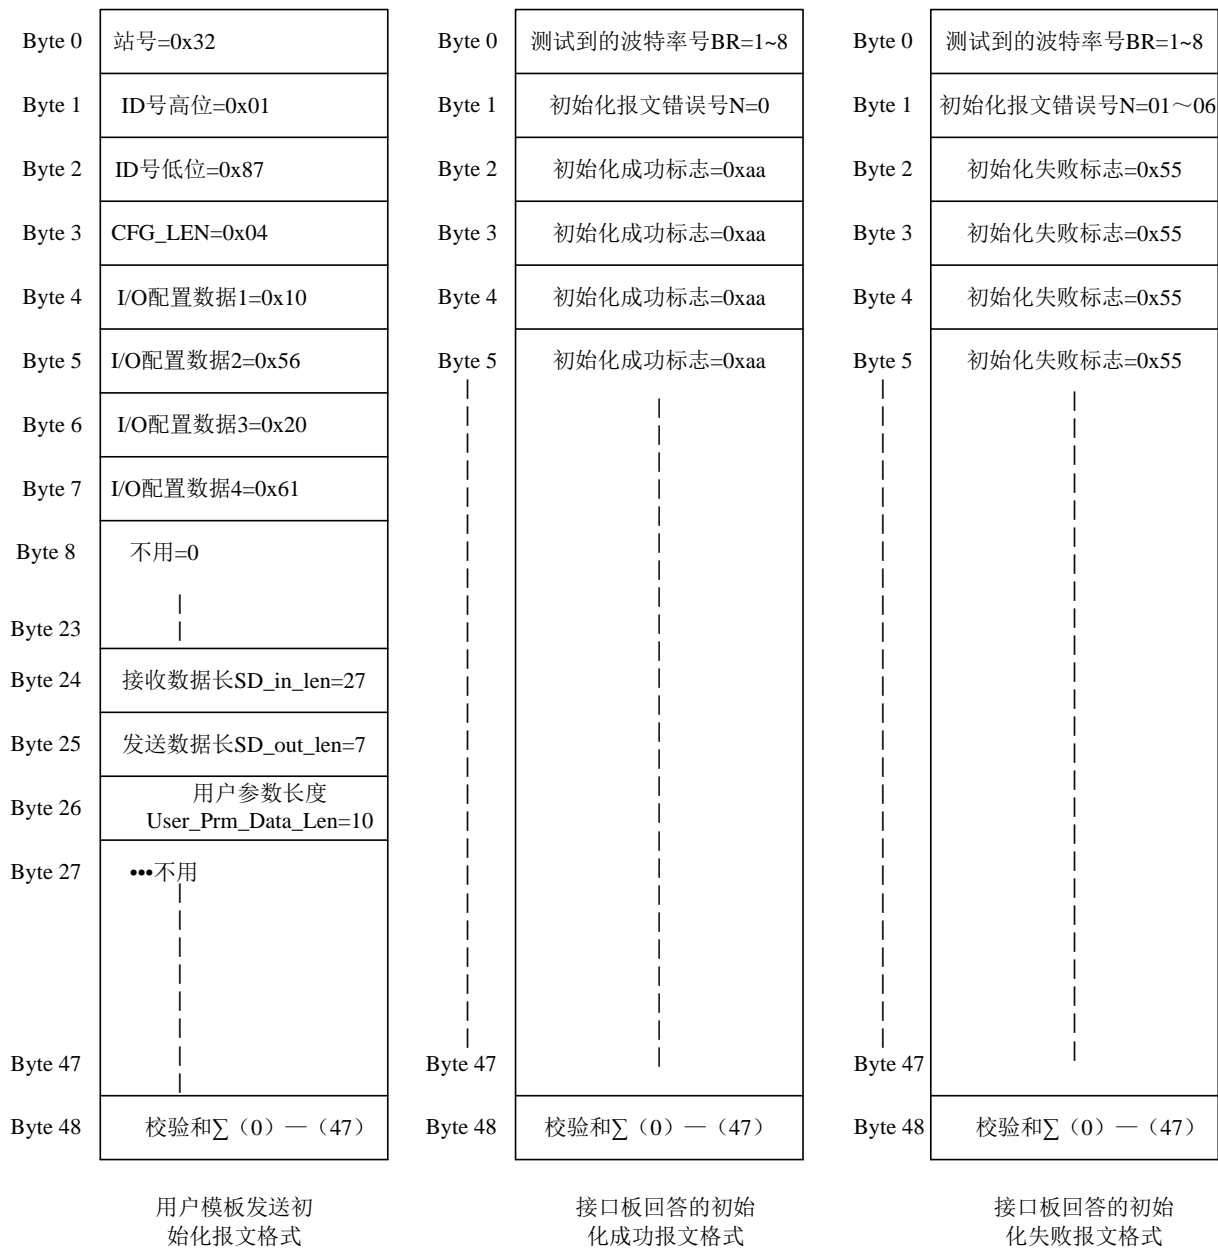 Byte 0 站号=0x32
Byte 1 ID号高位=0x01
Byte 2 ID号低位=0x87
Byte 3 CFG_LEN=0x04
Byte 4 I/O配置数据1=0x10
Byte 5 I/O配置数据2=0x56
Byte 6 I/O配置数据3=0x20
Byte 7 I/O配置数据4=0x61
Byte 8 不用=0
Byte 23
Byte 24 接收数据长SD_in_len=27
Byte 25 发送数据长SD_out_len=7
Byte 26 用户参数长度
User_Prm_Data_Len=10
Byte 27 •••不用
Byte 47
Byte 48 校验和∑（0）—（47）
用户模板发送初
始化报文格式
Byte 0 测试到的波特率号BR=1~8
Byte 1 初始化报文错误号N=0
Byte 2 初始化成功标志=0xaa
Byte 3 初始化成功标志=0xaa
Byte 4 初始化成功标志=0xaa
Byte 5 初始化成功标志=0xaa
Byte 47
Byte 48 校验和∑（0）—（47）
接口板回答的初始
化成功报文格式
Byte 0 测试到的波特率号BR=1~8
Byte 1 初始化报文错误号N=01～06
Byte 2 初始化失败标志=0x55
Byte 3 初始化失败标志=0x55
Byte 4 初始化失败标志=0x55
Byte 5 初始化失败标志=0x55
Byte 47
Byte 48 校验和∑（0）—（47）
接口板回答的初始
化失败报文格式